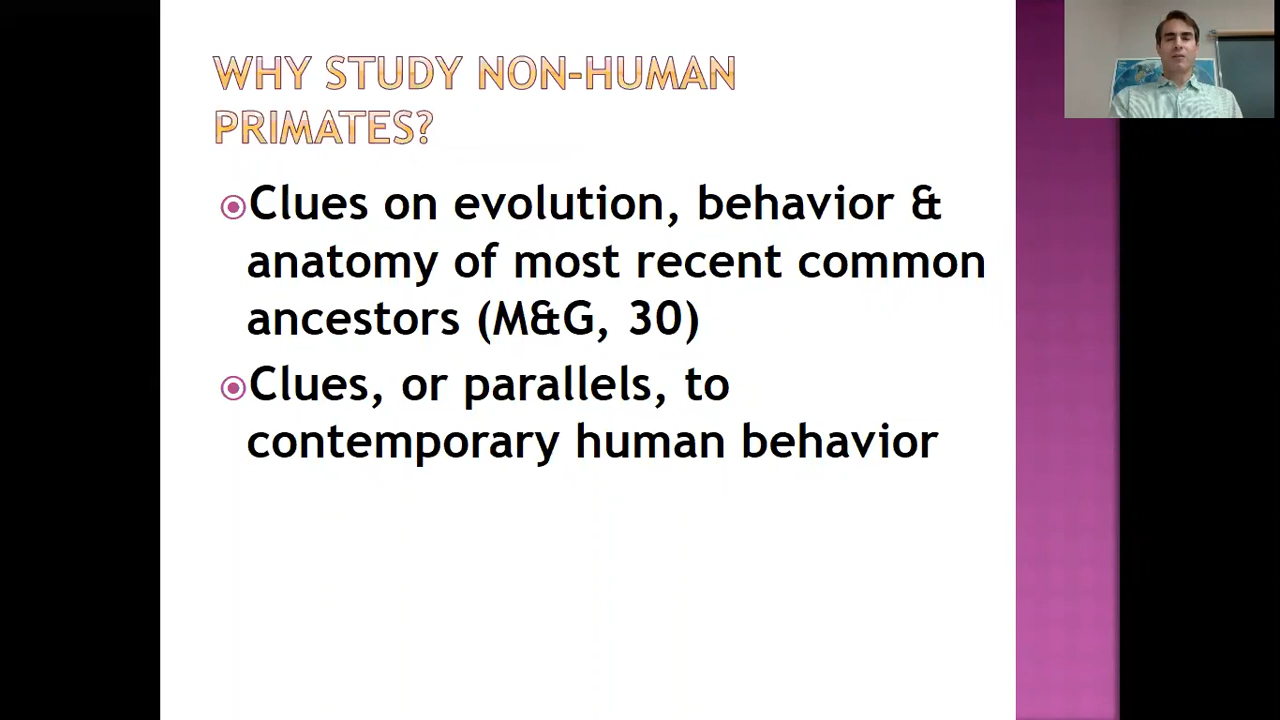 WHY STUDY NON-HUMAN
PRIMATES?
Clues on evolution, behavior &
anatomy of most recent common
ancestors (M&G, 30)
Clues, or parallels, to
contemporary human behavior